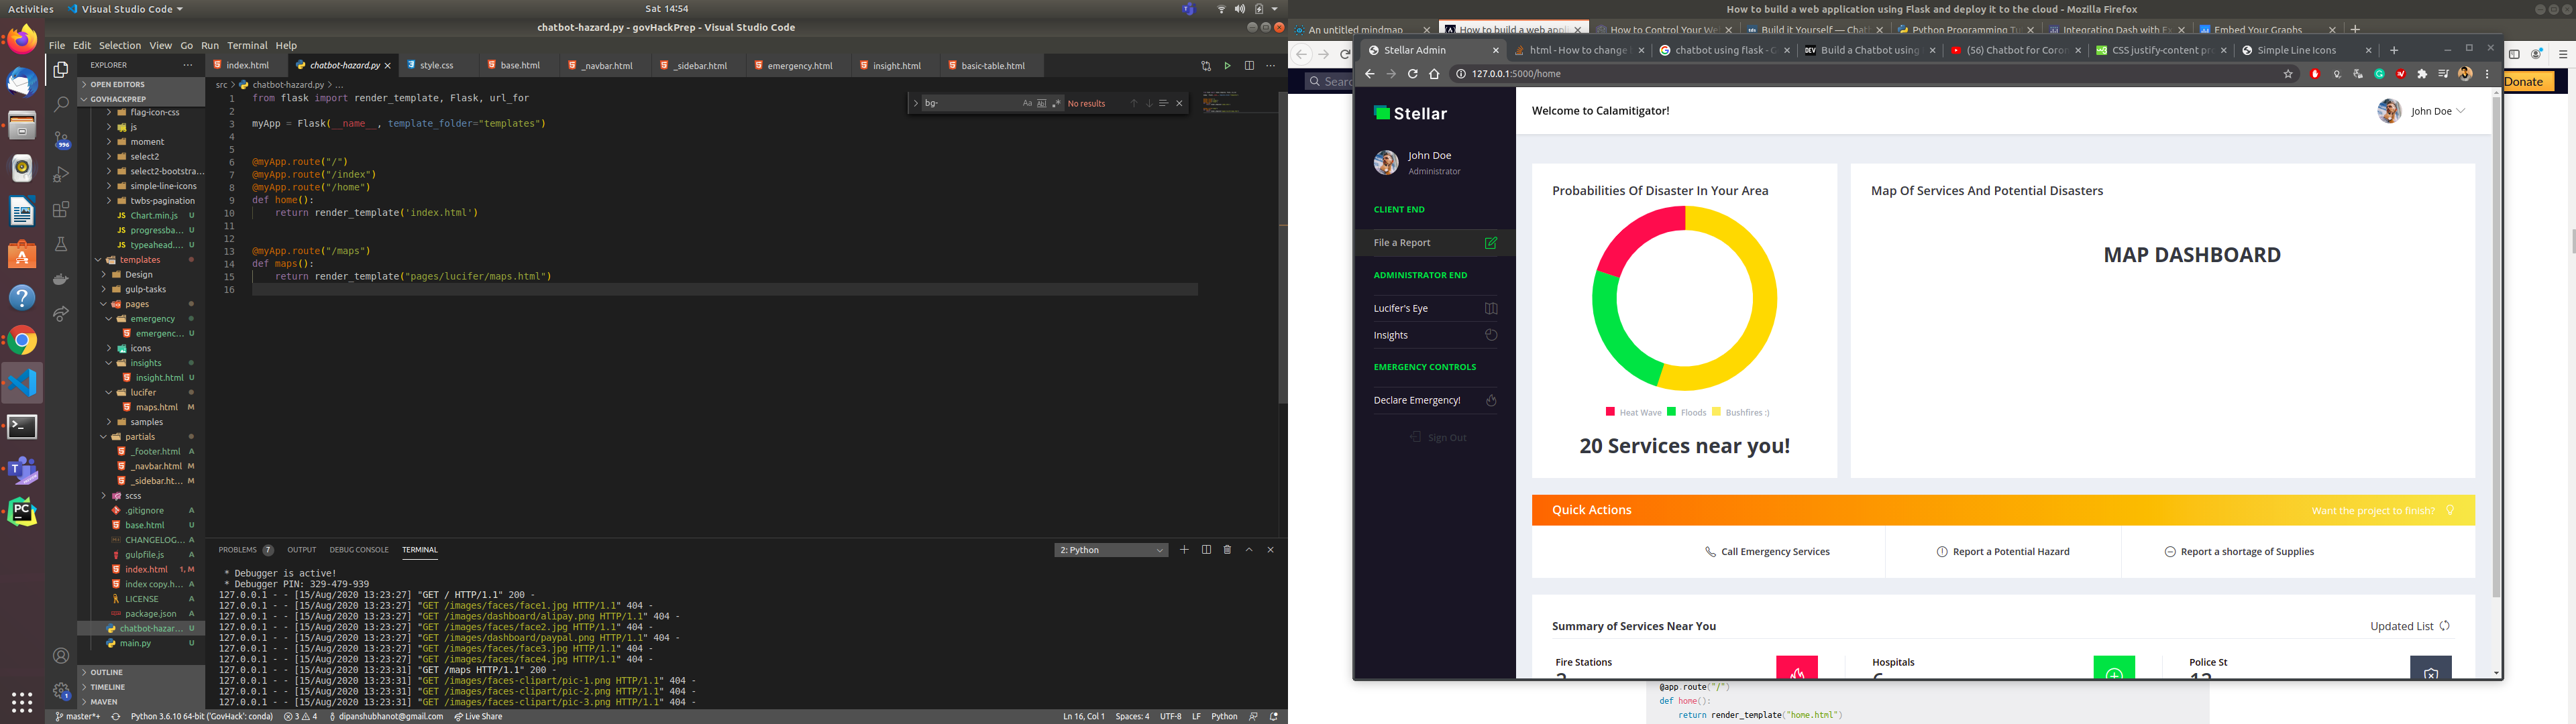 Activities
Visual Studio Code
Sat 14:54
chatbot-hazard.py - govHackPrep - Visual Studio Code
File Edit Selection View Go Run Terminal Help
EXPLORER
OPEN EDITORS
GOVHACKPREP
flag-icon-css
js
moment
select2
select2-bootstra...
simple-line-icons
twbs-pagination
Chart.min.js U
progressba... U
typeahead.... U
templates
Design
gulp-tasks
pages
emergency
emergenc... U
icons
insights
insight.html U
lucifer
maps.html M
samples
partials
_footer.html A
_navbar.html M
_sidebar.ht... M
scss
.gitignore A
base.html U
CHANGELOG... A
gulpfile.js A
index.html 1, M
index copy.h... A
LICENSE A
package.json A
chatbot-hazar... U
main.py U
OUTLINE
TIMELINE
MAVEN
996
1
index.html
chatbot-hazard.py
style.css
base.html
_navbar.html
_sidebar.html
emergency.html
insight.html
basic-table.html
src > chatbot-hazard.py > ...
bg-
Aa
No results
1 from flask import render_template, Flask, url_for
2
3 myApp = Flask(__name__, template_folder="templates")
4
5
6 @myApp.route("/")
7 @myApp.route("/index")
8 @myApp.route("/home")
9 def home():
10 return render_template('index.html')
11
12
13 @myApp.route("/maps")
14 def maps():
15 return render_template("pages/lucifer/maps.html")
16
PROBLEMS 7 OUTPUT DEBUG CONSOLE TERMINAL
2: Python
* Debugger is active!
* Debugger PIN: 329-479-939
127.0.0.1 - - [15/Aug/2020 13:23:27] "GET / HTTP/1.1" 200 -
127.0.0.1 - - [15/Aug/2020 13:23:27] "GET /images/faces/face1.jpg HTTP/1.1" 404 -
127.0.0.1 - - [15/Aug/2020 13:23:27] "GET /images/dashboard/alipay.png HTTP/1.1" 404 -
127.0.0.1 - - [15/Aug/2020 13:23:27] "GET /images/faces/face2.jpg HTTP/1.1" 404 -
127.0.0.1 - - [15/Aug/2020 13:23:27] "GET /images/dashboard/paypal.png HTTP/1.1" 404 -
127.0.0.1 - - [15/Aug/2020 13:23:27] "GET /images/faces/face3.jpg HTTP/1.1" 404 -
127.0.0.1 - - [15/Aug/2020 13:23:27] "GET /images/faces/face4.jpg HTTP/1.1" 404 -
127.0.0.1 - - [15/Aug/2020 13:23:31] "GET /maps HTTP/1.1" 200 -
127.0.0.1 - - [15/Aug/2020 13:23:31] "GET /images/faces-clipart/pic-1.png HTTP/1.1" 404 -
127.0.0.1 - - [15/Aug/2020 13:23:31] "GET /images/faces-clipart/pic-2.png HTTP/1.1" 404 -
127.0.0.1 - - [15/Aug/2020 13:23:31] "GET /images/faces-clipart/pic-3.png HTTP/1.1" 404 -
master*+
Python 3.6.10 64-bit ('GovHack': conda)
3 4
dipanshubhanot@gmail.com
Live Share
Ln 16, Col 1 Spaces: 4 UTF-8 LF Python
How to build a web application using Flask and deploy it to the cloud - Mozilla Firefox
An untitled mindmap
How to build a web appl
How to Control Your We
Build it Yourself — Chat
Python Programming Tu
Integrating Dash with Ex
Embed Your Graphs
Search
Donate
Stellar Admin
html - How to change
chatbot using flask - G
Build a Chatbot using
(56) Chatbot for Coron
CSS justify-content pr
Simple Line Icons
127.0.0.1:5000/home
Stellar
Welcome to Calamitigator!
John Doe
John Doe
Administrator
CLIENT END
File a Report
ADMINISTRATOR END
Lucifer's Eye
Insights
EMERGENCY CONTROLS
Declare Emergency!
Sign Out
Probabilities Of Disaster In Your Area
Heat Wave Floods Bushfires :)
20 Services near you!
Map Of Services And Potential Disasters
MAP DASHBOARD
Quick Actions
Want the project to finish?
Call Emergency Services
Report a Potential Hazard
Report a shortage of Supplies
Summary of Services Near You
Updated List
Fire Stations
Hospitals
Police St
@app.route("/")
def home():
return render_template("home.html")